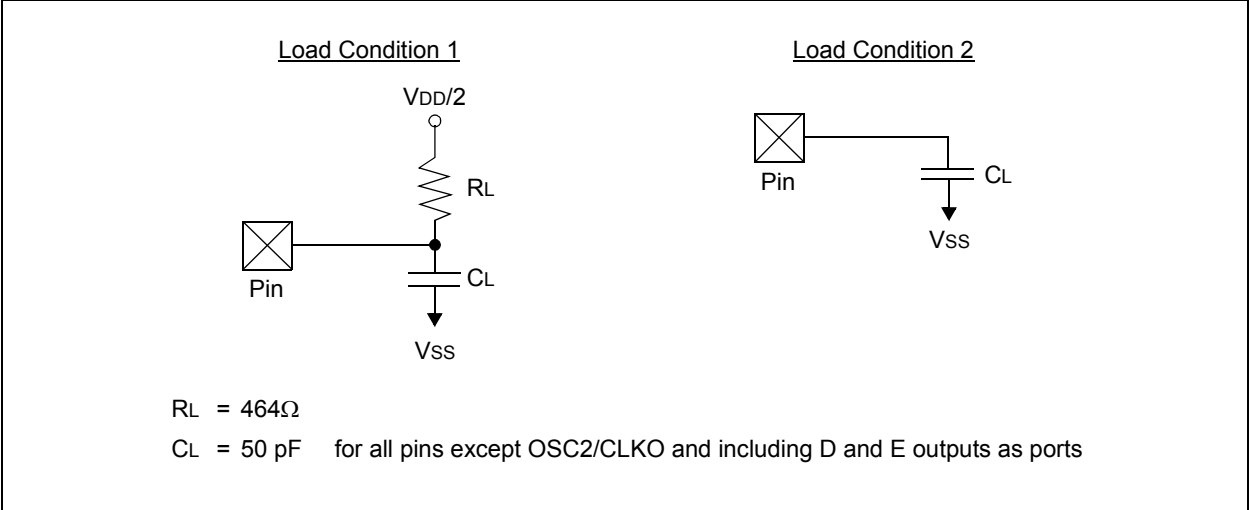 Load Condition 1
VDD/2
RL
Pin
CL
VSS
Load Condition 2
Pin
CL
VSS
RL = 464Ω
CL = 50 pF for all pins except OSC2/CLKO and including D and E outputs as ports